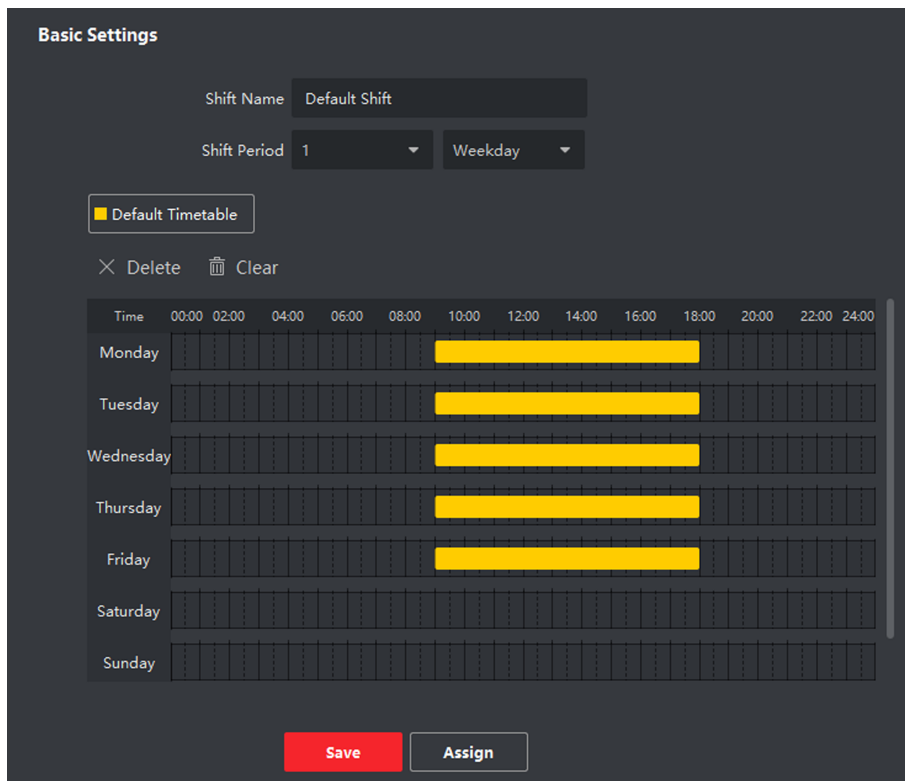 Basic Settings
Shift Name Default Shift
Shift Period 1 Weekday
Default Timetable
Delete Clear
Time 00:00 02:00 04:00 06:00 08:00 10:00 12:00 14:00 16:00 18:00 20:00 22:00 24:00
Monday
Tuesday
Wednesday
Thursday
Friday
Saturday
Sunday
Save Assign